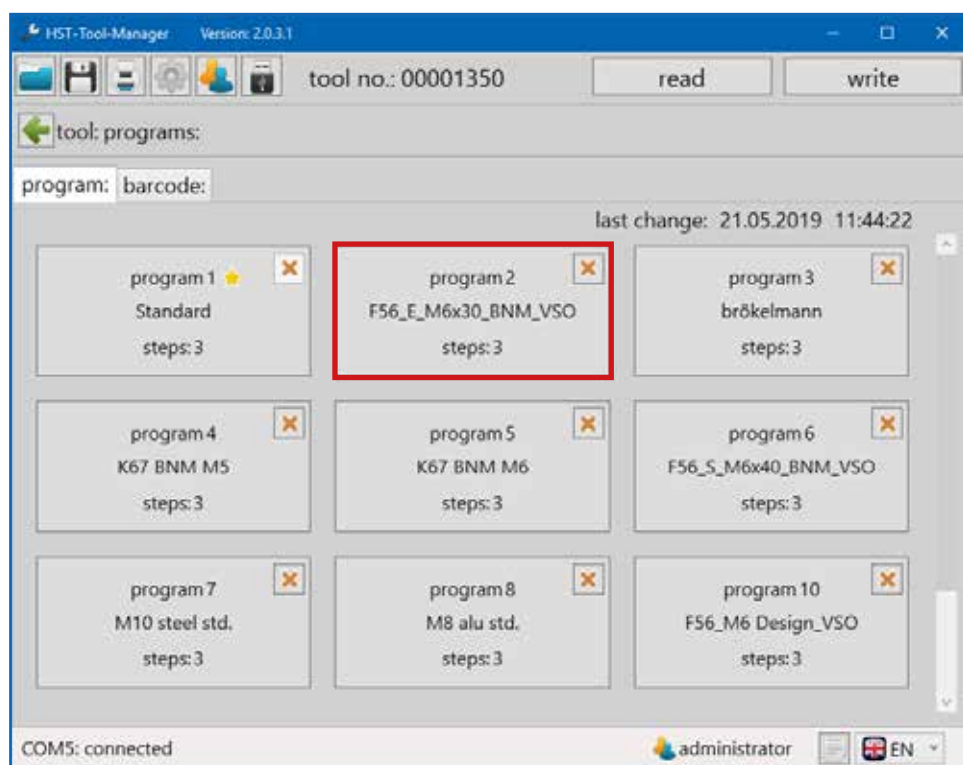 HST-Tool-Manager Version: 2.0.3.1
tool no.: 00001350 read write
tool: programs:
program: barcode:
last change: 21.05.2019 11:44:22
program 1
Standard
steps: 3
program 2
F56_E_M6x30_BNM_VSO
steps: 3
program 3
brökelmann
steps: 3
program 4
K67 BNM M5
steps: 3
program 5
K67 BNM M6
steps: 3
program 6
F56_S_M6x40_BNM_VSO
steps: 3
program 7
M10 steel std.
steps: 3
program 8
M8 alu std.
steps: 3
program 10
F56_M6 Design_VSO
steps: 3
COM5: connected administrator EN